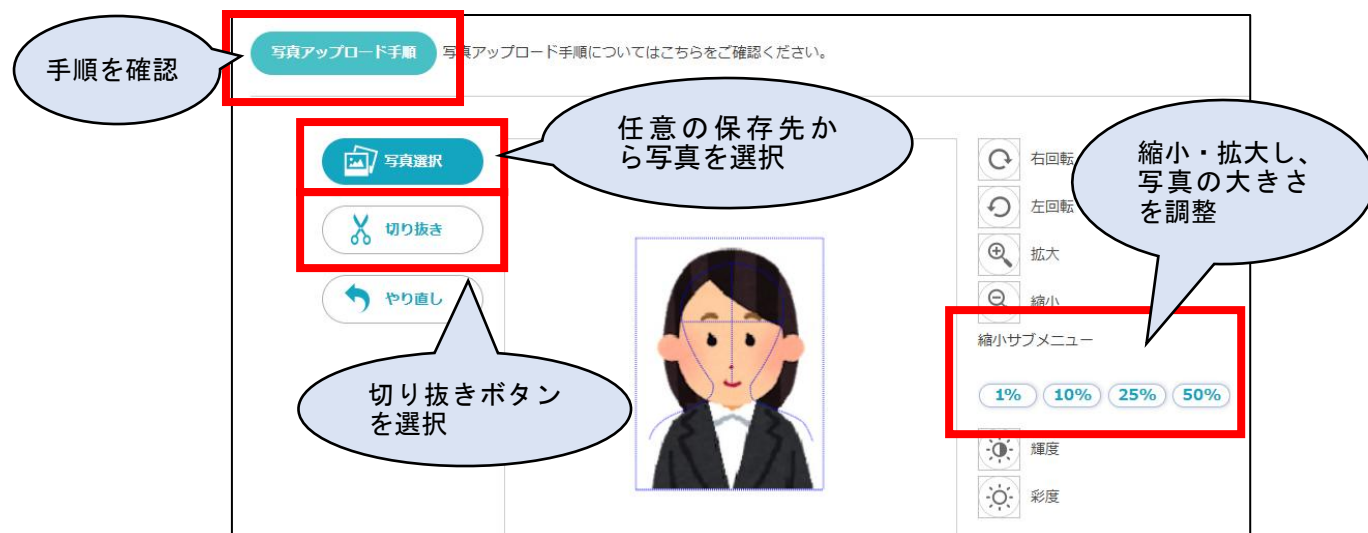 手順を確認
写真アップロード手順
写真アップロード手順についてはこちらをご確認ください。
写真選択
任意の保存先か
ら写真を選択
切り抜き
やり直し
切り抜きボタン
を選択
右回転
左回転
拡大
縮小
縮小・拡大し、
写真の大きさ
を調整
縮小サブメニュー
1% 10% 25% 50%
輝度
彩度